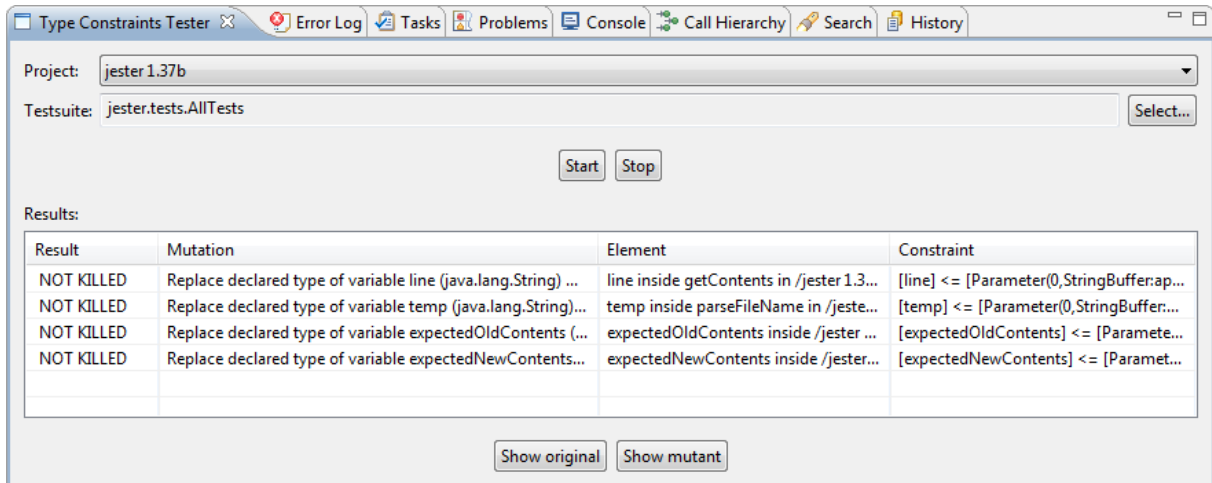 Type Constraints Tester Error Log Tasks Problems Console Call Hierarchy Search History
Project: jester 1.37b
Testsuite: jester.tests.AllTests Select...
Start Stop
Results:
Result Mutation Element Constraint
NOT KILLED Replace declared type of variable line (java.lang.String) ... line inside getContents in /jester 1.3... [line] <= [Parameter(0,StringBuffer:ap...
NOT KILLED Replace declared type of variable temp (java.lang.String)... temp inside parseFileName in /jeste... [temp] <= [Parameter(0,StringBuffer:...
NOT KILLED Replace declared type of variable expectedOldContents (... expectedOldContents inside /jester ... [expectedOldContents] <= [Paramete...
NOT KILLED Replace declared type of variable expectedNewContents... expectedNewContents inside /jester... [expectedNewContents] <= [Paramet...
Show original Show mutant